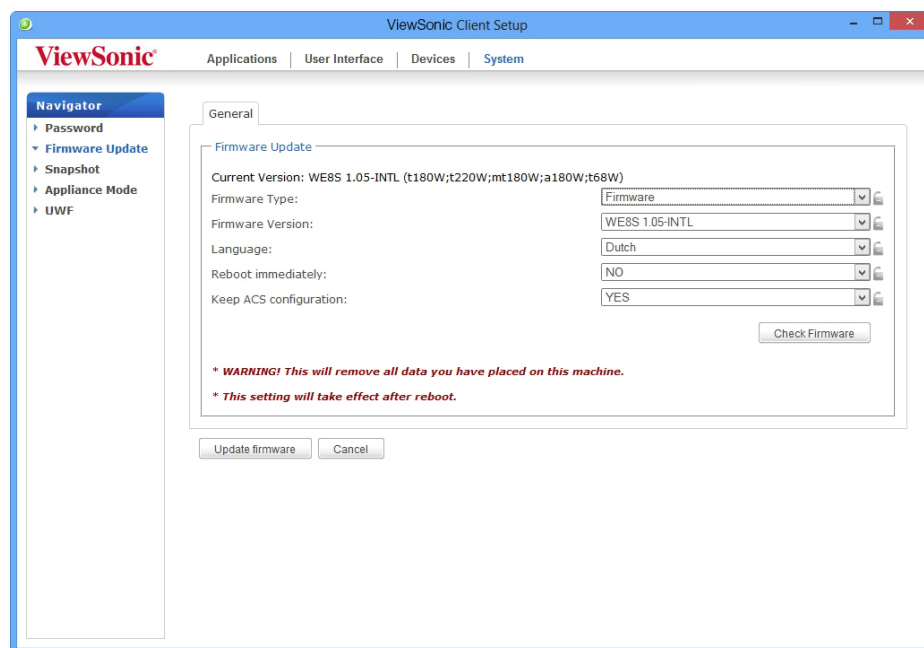 ViewSonic Client Setup
ViewSonic®
Applications | User Interface | Devices | System
Navigator
Password
Firmware Update
Snapshot
Appliance Mode
UWF
General
Firmware Update
Current Version: WE8S 1.05-INTL (t180W;t220W;mt180W;a180W;t68W)
Firmware Type: Firmware
Firmware Version: WE8S 1.05-INTL
Language: Dutch
Reboot immediately: NO
Keep ACS configuration: YES
Check Firmware
* WARNING! This will remove all data you have placed on this machine.
* This setting will take effect after reboot.
Update firmware Cancel